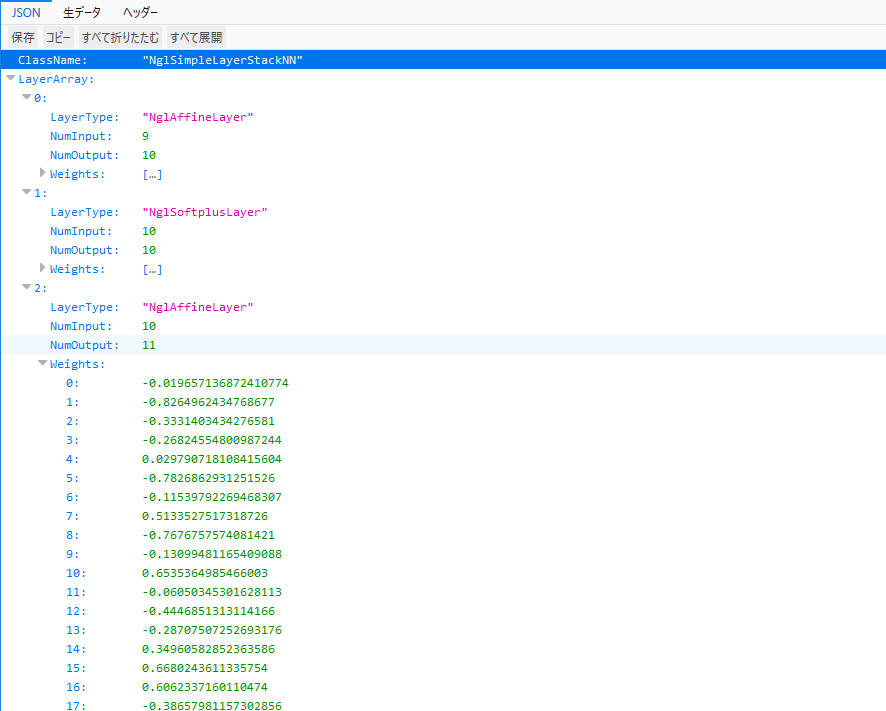 JSON 生データ ヘッダー
保存 コピー すべて折りたたむ すべて展開
ClassName: "NglSimpleLayerStackNN"
LayerArray:
0:
LayerType: "NglAffineLayer"
NumInput: 9
NumOutput: 10
Weights: […]
1:
LayerType: "NglSoftplusLayer"
NumInput: 10
NumOutput: 10
Weights: […]
2:
LayerType: "NglAffineLayer"
NumInput: 10
NumOutput: 11
Weights:
0: -0.019657136872410774
1: -0.8264962434768677
2: -0.3331403434276581
3: -0.26824554800987244
4: 0.029790718108415604
5: -0.7826862931251526
6: -0.11539792269468307
7: 0.5133527517318726
8: -0.7676757574081421
9: -0.13099481165409088
10: 0.6535364985466003
11: -0.06050345301628113
12: -0.4446851313114166
13: -0.28707507252693176
14: 0.34960582852363586
15: 0.6680243611335754
16: 0.6062337160110474
17: -0.38657981157302856